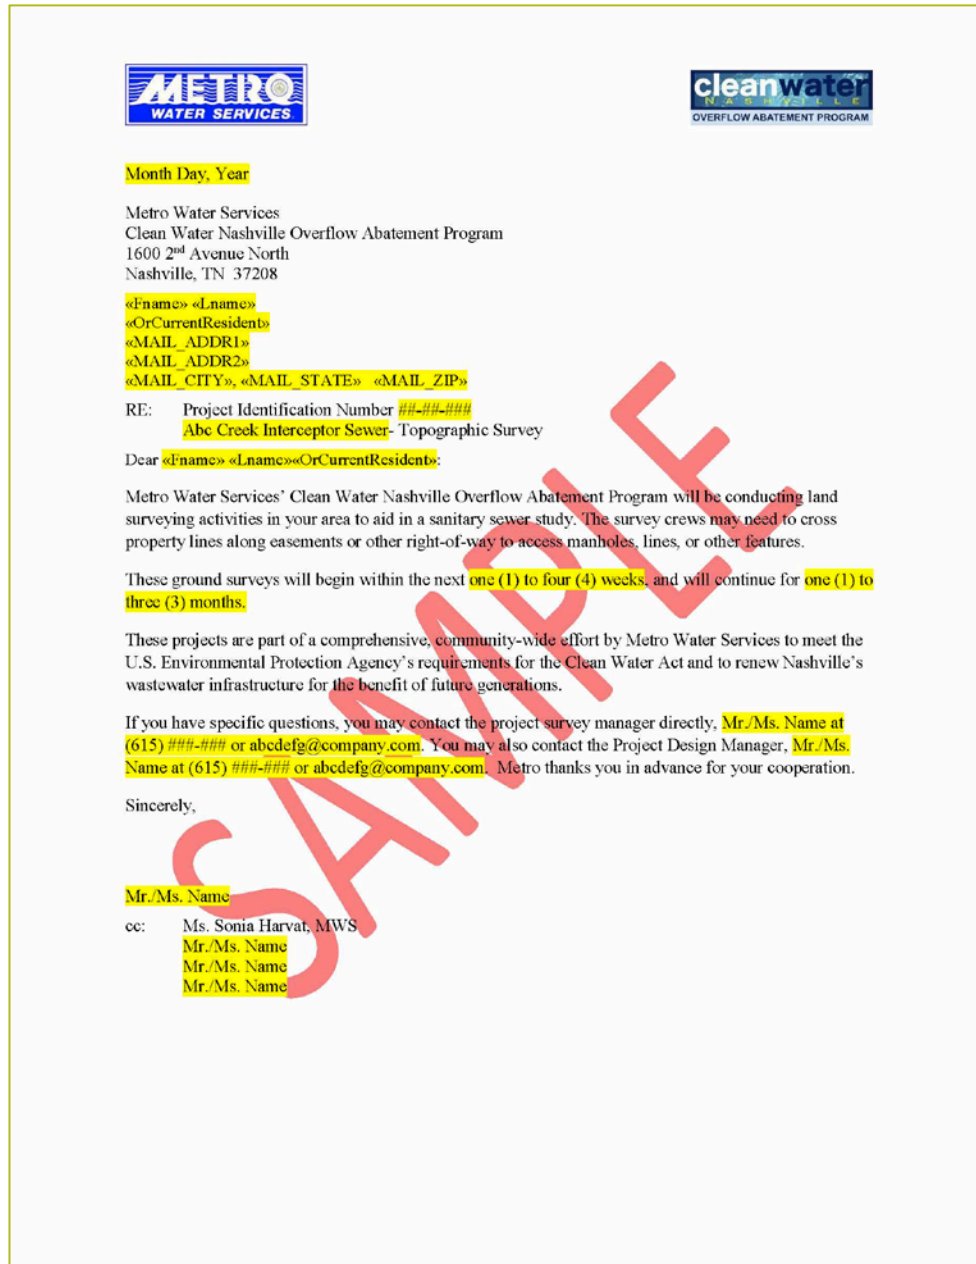 METRO
WATER SERVICES
cleanwater
NASHVILLE
OVERFLOW ABATEMENT PROGRAM
Month Day, Year
Metro Water Services
Clean Water Nashville Overflow Abatement Program
1600 2nd Avenue North
Nashville, TN 37208
«Fname» «Lname»
«OrCurrentResident»
«MAIL_ADDR1»
«MAIL_ADDR2»
«MAIL_CITY», «MAIL_STATE» «MAIL_ZIP»
RE: Project Identification Number ##-##-###
Abc Creek Interceptor Sewer- Topographic Survey
Dear «Fname» «Lname»«OrCurrentResident»:
Metro Water Services' Clean Water Nashville Overflow Abatement Program will be conducting land
surveying activities in your area to aid in a sanitary sewer study. The survey crews may need to cross
property lines along easements or other right-of-way to access manholes, lines, or other features.
These ground surveys will begin within the next one (1) to four (4) weeks, and will continue for one (1) to
three (3) months.
These projects are part of a comprehensive, community-wide effort by Metro Water Services to meet the
U.S. Environmental Protection Agency's requirements for the Clean Water Act and to renew Nashville's
wastewater infrastructure for the benefit of future generations.
If you have specific questions, you may contact the project survey manager directly, Mr./Ms. Name at
(615) ###-### or abcdefg@company.com. You may also contact the Project Design Manager, Mr./Ms.
Name at (615) ###-### or abcdefg@company.com. Metro thanks you in advance for your cooperation.
Sincerely,
Mr./Ms. Name
cc: Ms. Sonia Harvat, MWS
Mr./Ms. Name
Mr./Ms. Name
Mr./Ms. Name
SAMPLE